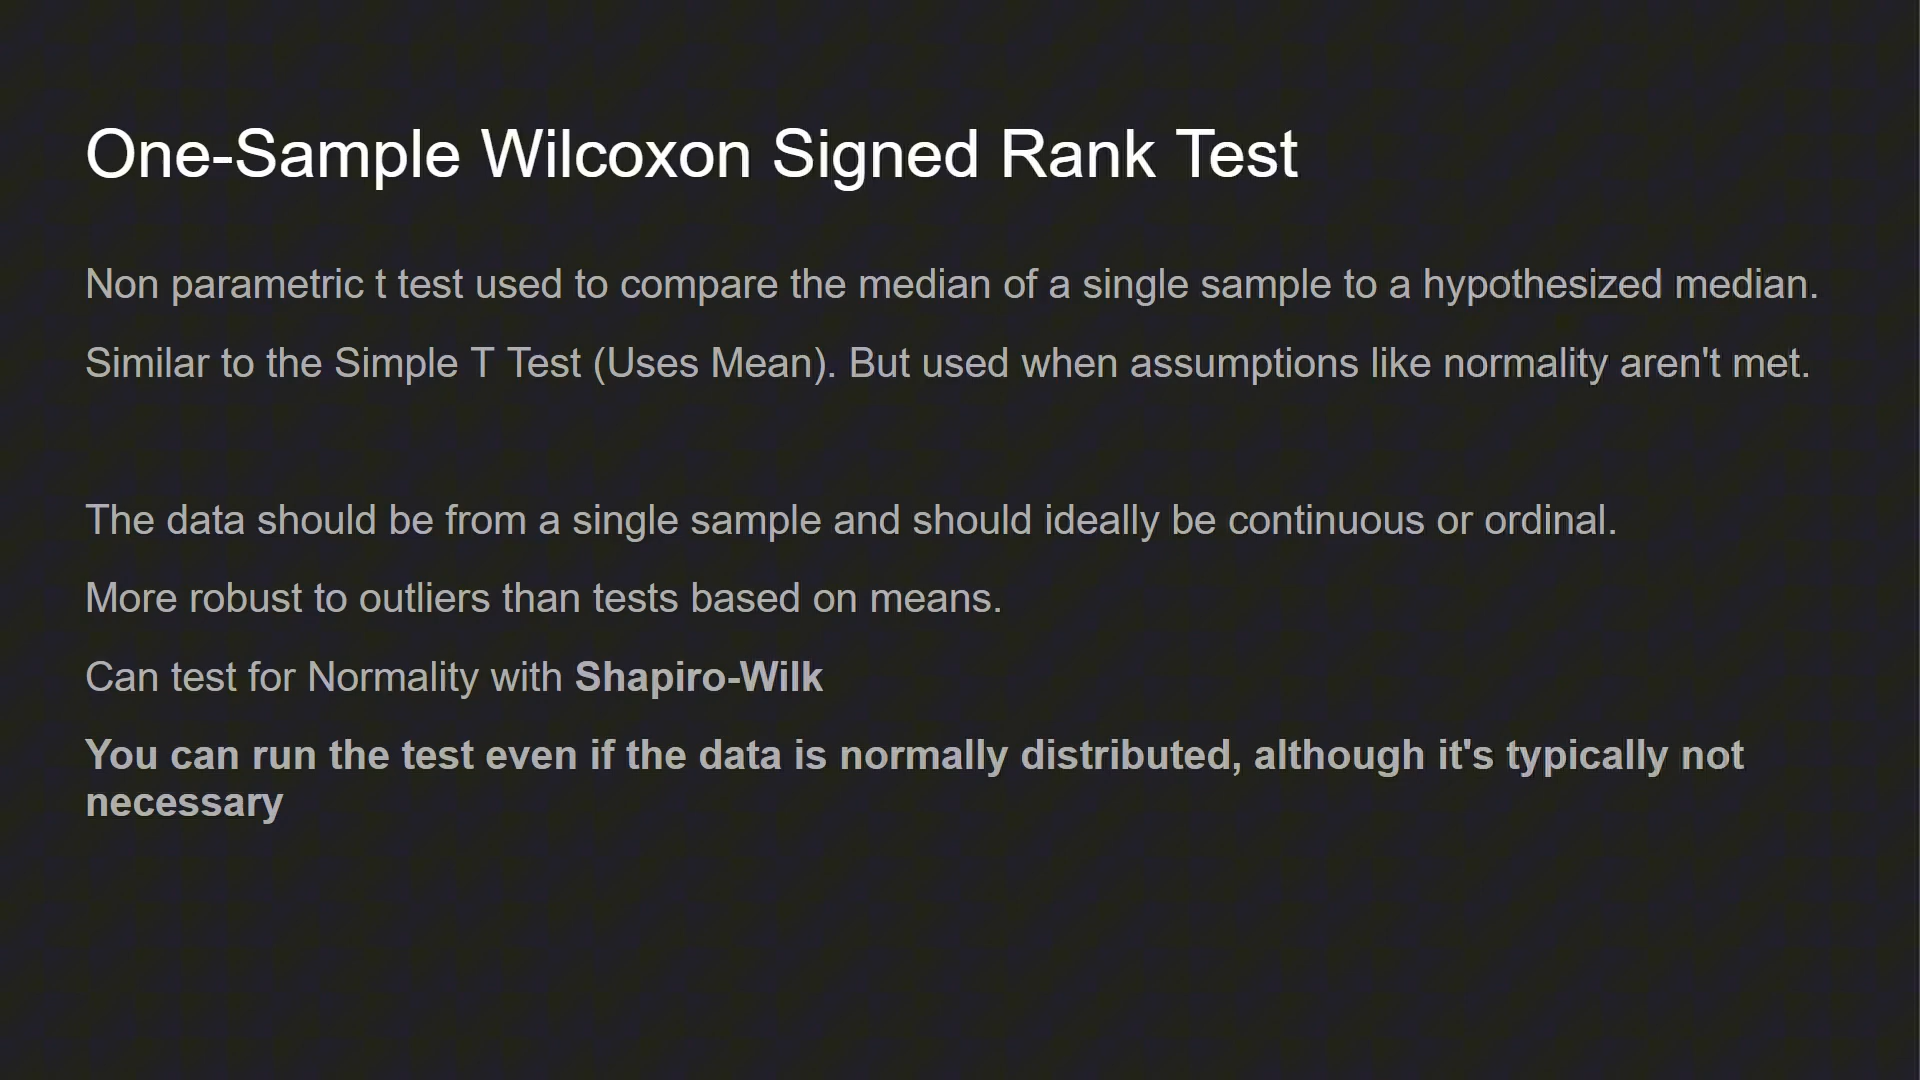 One-Sample Wilcoxon Signed Rank Test
Non parametric t test used to compare the median of a single sample to a hypothesized median.
Similar to the Simple T Test (Uses Mean). But used when assumptions like normality aren't met.
The data should be from a single sample and should ideally be continuous or ordinal.
More robust to outliers than tests based on means.
Can test for Normality with Shapiro-Wilk
You can run the test even if the data is normally distributed, although it's typically not
necessary